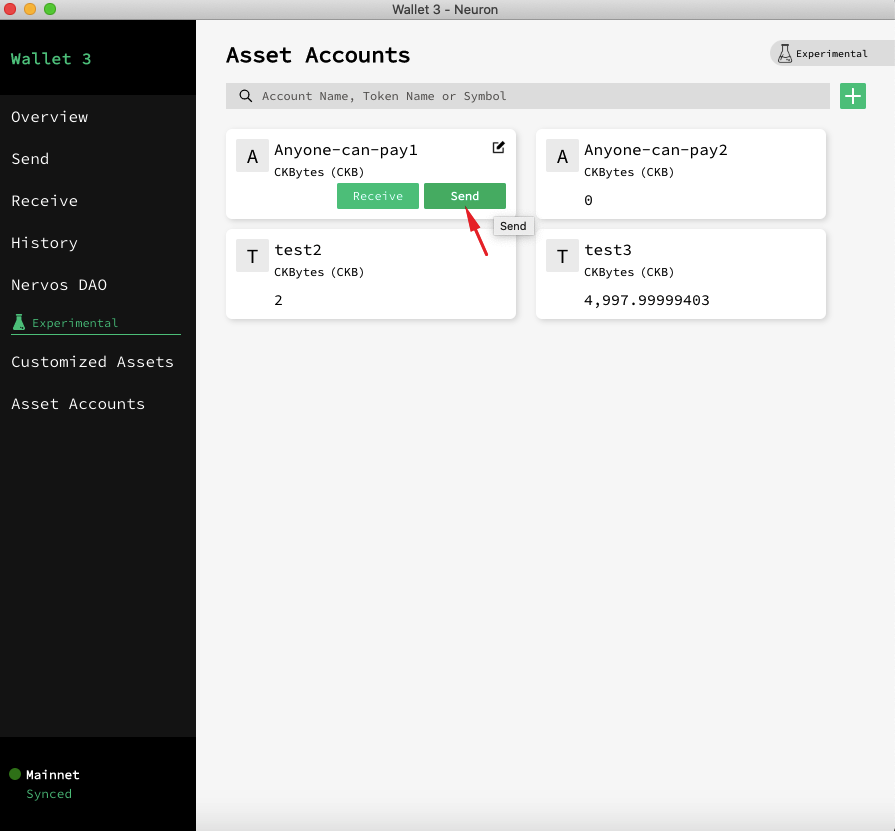 Wallet 3 - Neuron
Wallet 3
Overview
Send
Receive
History
Nervos DAO
Experimental
Customized Assets
Asset Accounts
Mainnet
Synced
Asset Accounts
Experimental
Account Name, Token Name or Symbol
A
Anyone-can-pay1
CKBytes (CKB)
Receive
Send
Send
A
Anyone-can-pay2
CKBytes (CKB)
0
T
test2
CKBytes (CKB)
2
T
test3
CKBytes (CKB)
4,997.99999403